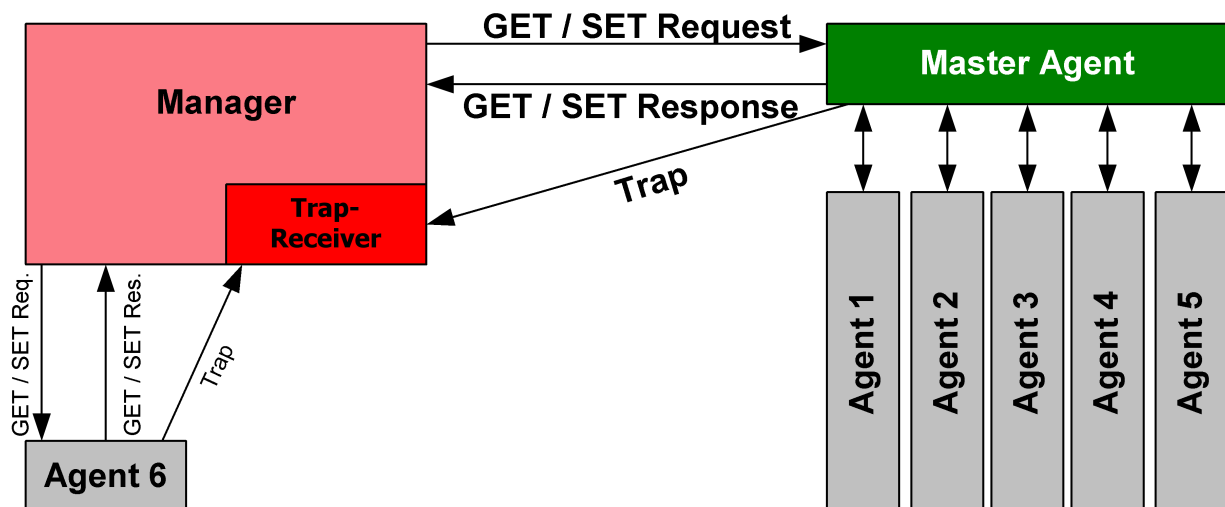 GET / SET Request
Master Agent
Manager
GET / SET Response
Trap
Trap-
Receiver
GET / SET Req.
GET / SET Res.
Trap
Agent 1
Agent 2
Agent 3
Agent 4
Agent 5
Agent 6